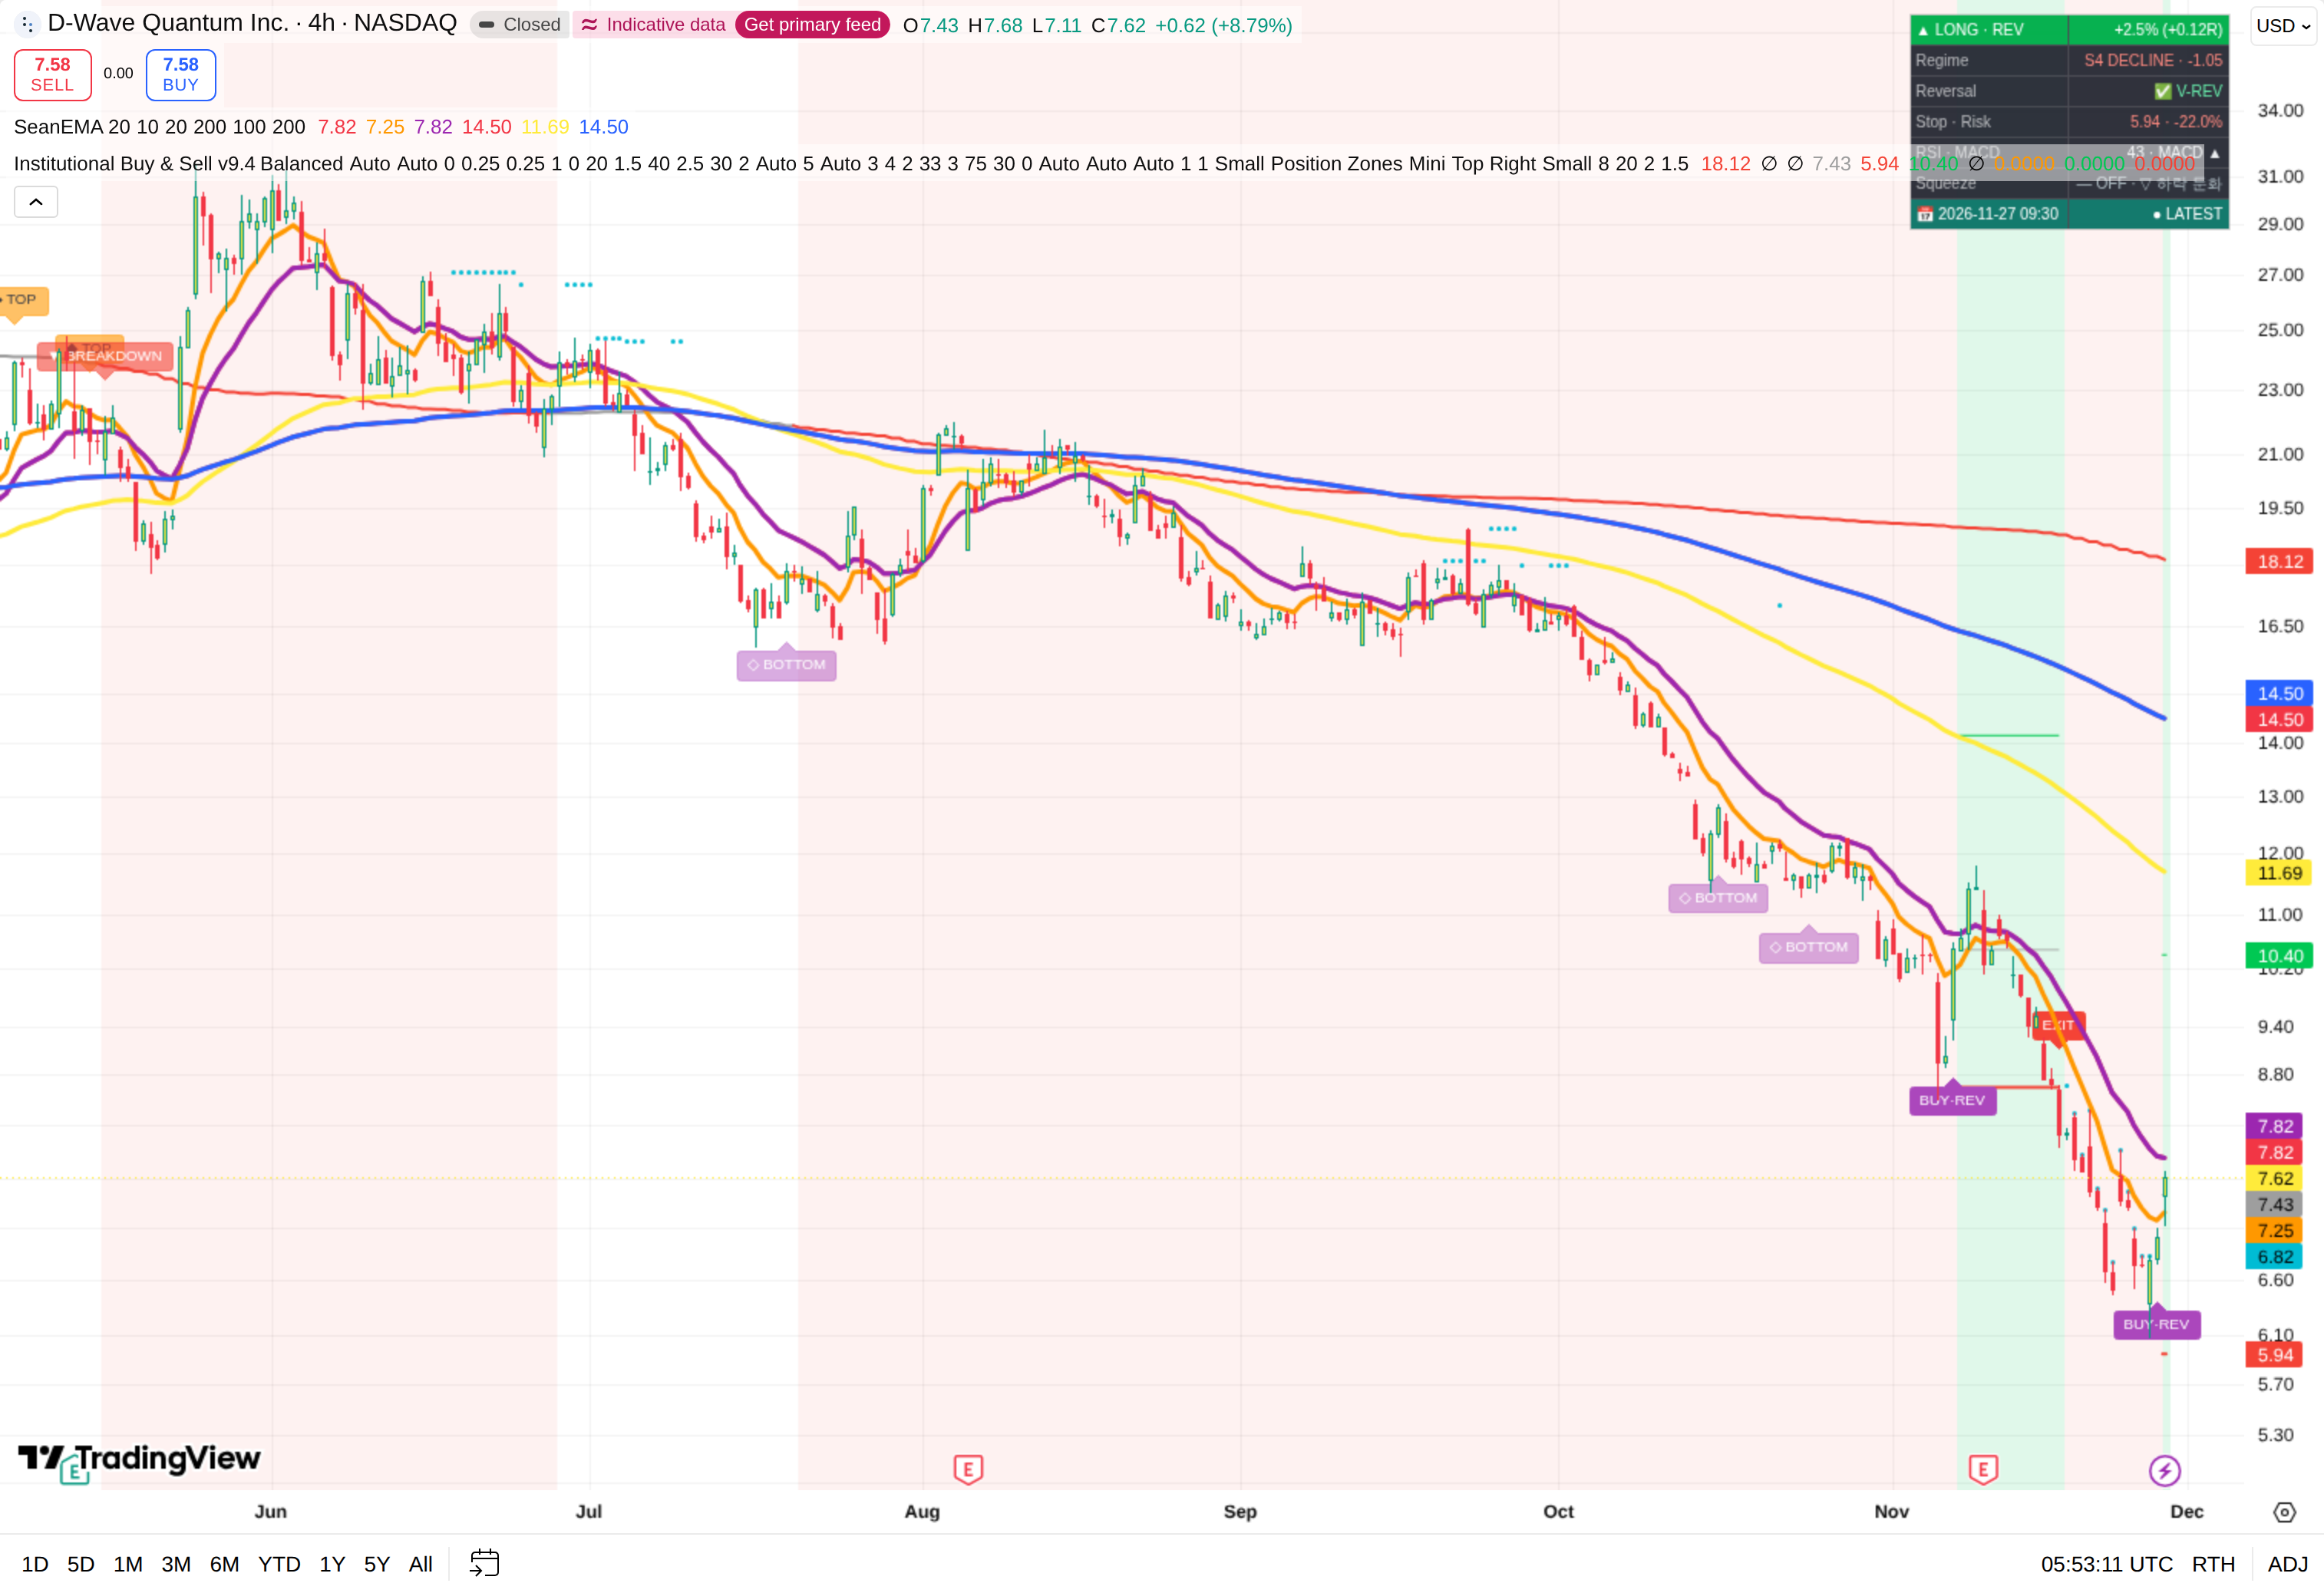 D-Wave Quantum Inc. · 4h · NASDAQ Closed Indicative data Get primary feed O7.43 H7.68 L7.11 C7.62 +0.62 (+8.79%)
USD
7.58 SELL 0.00 7.58 BUY
SeanEMA 20 10 20 200 100 200 7.82 7.25 7.82 14.50 11.69 14.50
Institutional Buy & Sell v9.4 Balanced Auto Auto 0 0.25 0.25 1 0 20 1.5 40 2.5 30 2 Auto 5 Auto 3 4 2 33 3 75 30 0 Auto Auto Auto 1 1 Small Position Zones Mini Top Right Small 8 20 2 1.5 18.12 ∅ ∅ 7.43 5.94 10.40 ∅ 0.0000 0.0000 0.0000
▲ LONG · REV +2.5% (+0.12R)
Regime S4 DECLINE · -1.05
Reversal ✅ V-REV
Stop · Risk 5.94 · -22.0%
RSI · MACD 43 · MACD ▲
Squeeze — OFF · ▽ 하락 둔화
📅 2026-11-27 09:30 ● LATEST
TOP
TOP
▼ BREAKDOWN
◇ BOTTOM
◇ BOTTOM
◇ BOTTOM
EXIT
BUY-REV
BUY-REV
34.00
31.00
29.00
27.00
25.00
23.00
21.00
19.50
18.12
16.50
14.50
14.50
14.00
13.00
12.00
11.69
11.00
10.40
10.20
9.40
8.80
7.82
7.82
7.62
7.43
7.25
6.82
6.60
6.10
5.94
5.70
5.30
TradingView
E
E
E
Jun Jul Aug Sep Oct Nov Dec
1D 5D 1M 3M 6M YTD 1Y 5Y All 05:53:11 UTC RTH ADJ